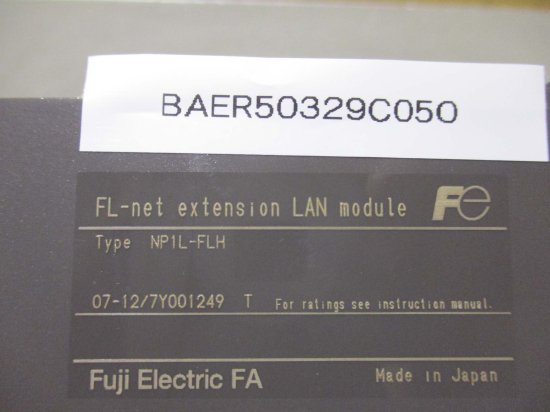 BAER50329C050
FL-net extension LAN module Fe
Type NP1L-FLH
07-12/7Y001249 T For ratings see instruction manual.
Fuji Electric FA Made in Japan